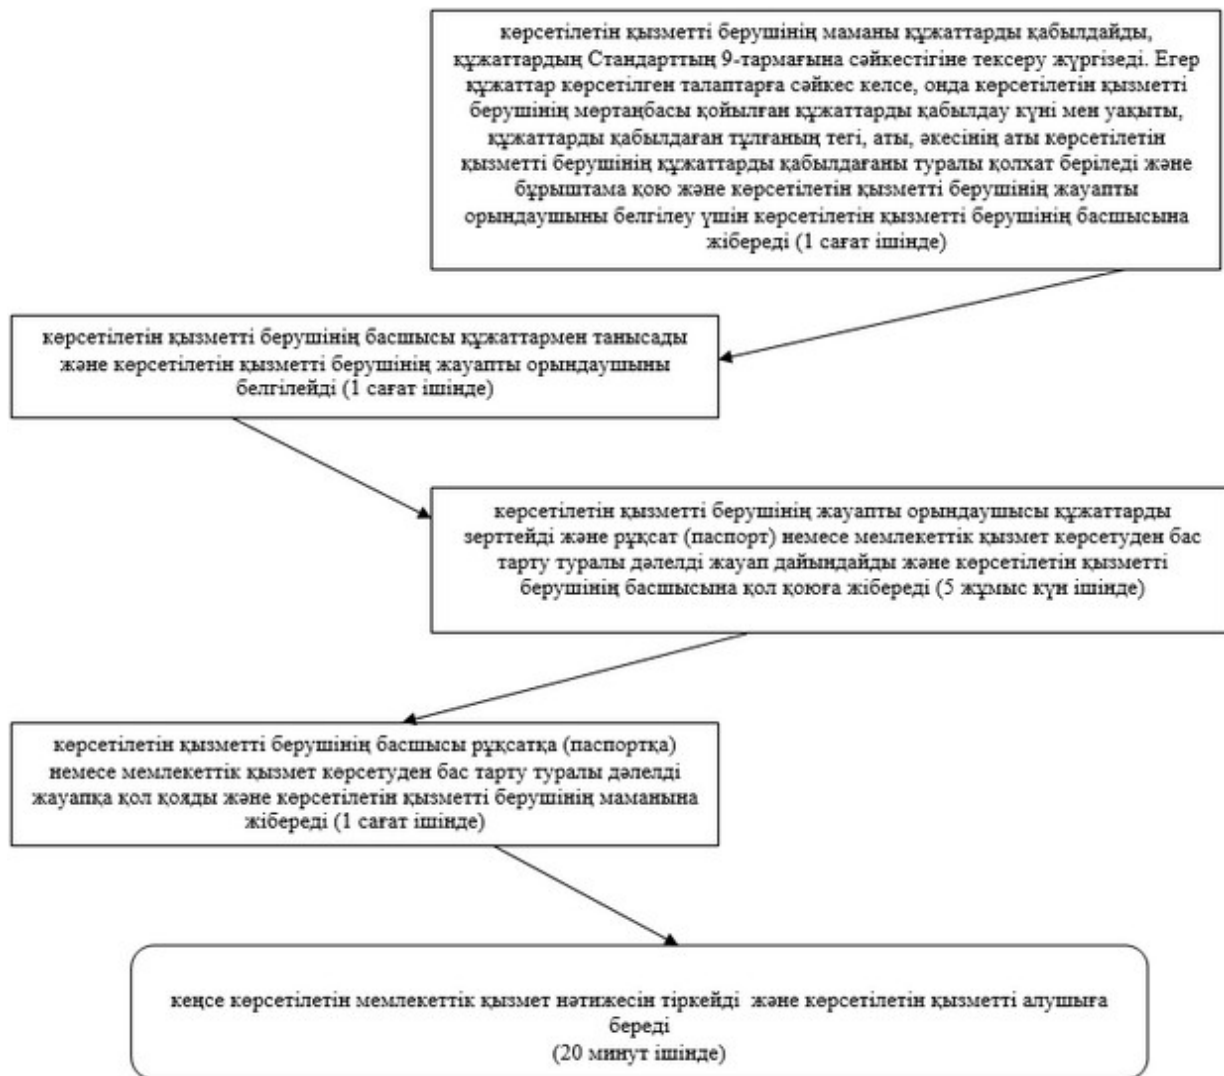 көрсетілетін қызметті берушінің маманы құжаттарды қабылдайды,
құжаттардың Стандарттың 9-тармағына сәйкестігіне тексеру жүргізеді. Егер
құжаттар көрсетілген талаптарға сәйкес келсе, онда көрсетілетін қызметті
берушінің мөртаңбасы қойылған құжаттарды қабылдау күні мен уақыты,
құжаттарды қабылдаған тұлғаның тегі, аты, әкесінің аты көрсетілетін
қызметті берушінің құжаттарды қабылдағаны туралы қолхат беріледі және
бұрыштама қою және көрсетілетін қызметті берушінің жауапты
орындаушыны белгілеу үшін көрсетілетін қызметті берушінің басшысына
жібереді (1 сағат ішінде)
көрсетілетін қызметті берушінің басшысы құжаттармен танысады
және көрсетілетін қызметті берушінің жауапты орындаушыны
белгілейді (1 сағат ішінде)
көрсетілетін қызметті берушінің жауапты орындаушысы құжаттарды
зерттейді және рұқсат (паспорт) немесе мемлекеттік қызмет көрсетуден бас
тарту туралы дәлелді жауап дайындайды және көрсетілетін қызметті
берушінің басшысына қол қоюға жібереді (5 жұмыс күн ішінде)
көрсетілетін қызметті берушінің басшысы рұқсатқа (паспортқа)
немесе мемлекеттік қызмет көрсетуден бас тарту туралы дәлелді
жауапқа қол қояды және көрсетілетін қызметті берушінің маманына
жібереді (1 сағат ішінде)
кеңсе көрсетілетін мемлекеттік қызмет нәтижесін тіркейді және көрсетілетін қызметті алушыға
береді
(20 минут ішінде)